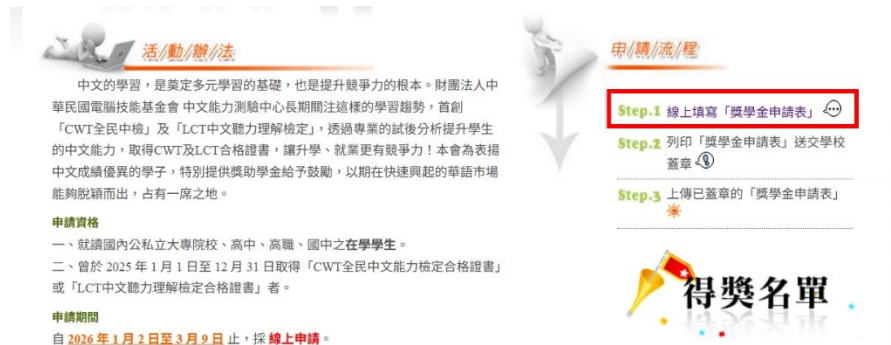 活/動/辦/法
中文的學習，是奠定多元學習的基礎，也是提升競爭力的根本。財團法人中
華民國電腦技能基金會 中文能力測驗中心長期關注這樣的學習趨勢，首創
「CWT全民中檢」及「LCT中文聽力理解檢定」，透過專業的試後分析提升學生
的中文能力，取得CWT及LCT合格證書，讓升學、就業更有競爭力！本會為表揚
中文成績優異的學子，特別提供獎助學金給予鼓勵，以期在快速興起的華語市場
能夠脫穎而出，占有一席之地。
申請資格
一、就讀國內公私立大專院校、高中、高職、國中之在學學生。
二、曾於 2025 年 1 月 1 日至 12 月 31 日取得「CWT全民中文能力檢定合格證書」
或「LCT中文聽力理解檢定合格證書」者。
申請期間
自 2026 年 1 月 2 日至 3 月 9 日 止，採 線上申請。
申/請/流/程
Step.1 線上填寫「獎學金申請表」
Step.2 列印「獎學金申請表」送交學校
蓋章
Step.3 上傳已蓋章的「獎學金申請表」
得獎名單